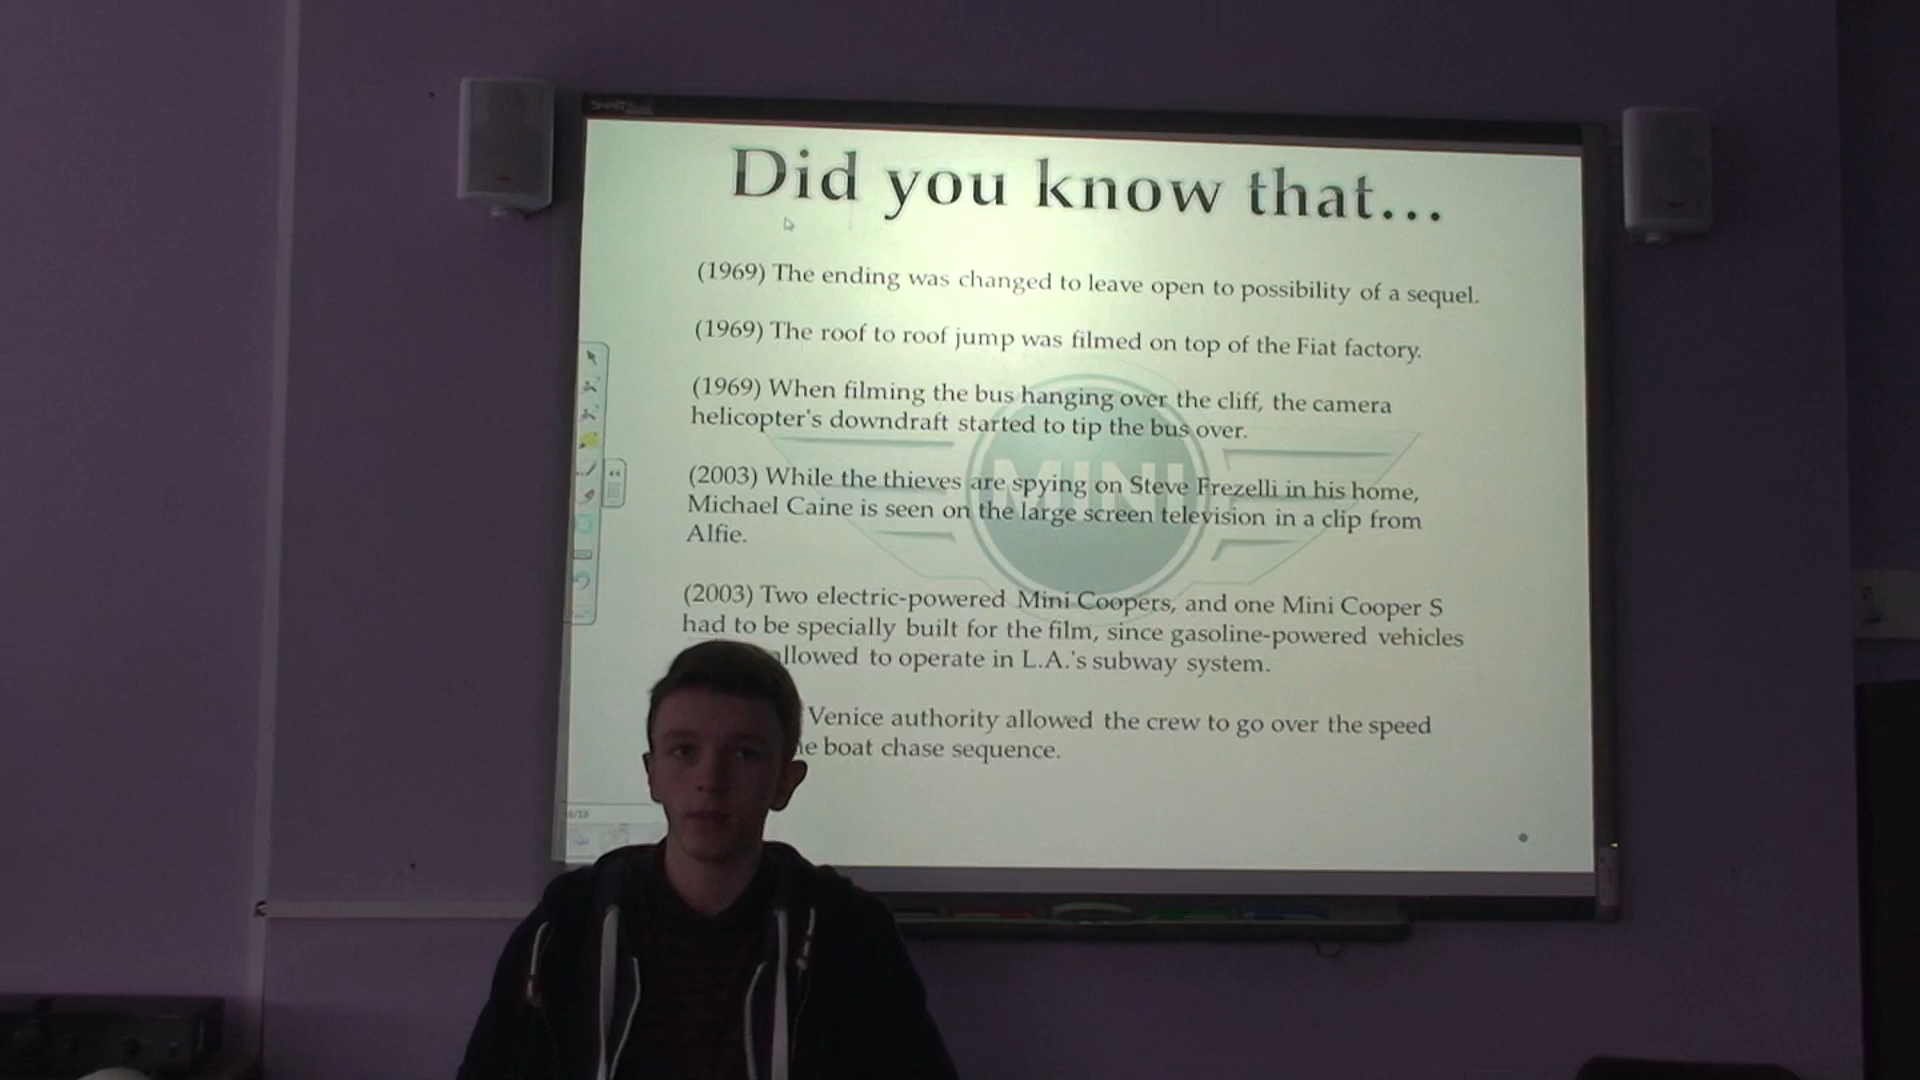 SMART
Did you know that...
(1969) The ending was changed to leave open to possibility of a sequel.
(1969) The roof to roof jump was filmed on top of the Fiat factory.
(1969) When filming the bus hanging over the cliff, the camera
helicopter's downdraft started to tip the bus over.
MINI
(2003) While the thieves are spying on Steve Frezelli in his home,
Michael Caine is seen on the large screen television in a clip from
Alfie.
(2003) Two electric-powered Mini Coopers, and one Mini Cooper S
had to be specially built for the film, since gasoline-powered vehicles
allowed to operate in L.A.'s subway system.
Venice authority allowed the crew to go over the speed
boat chase sequence.